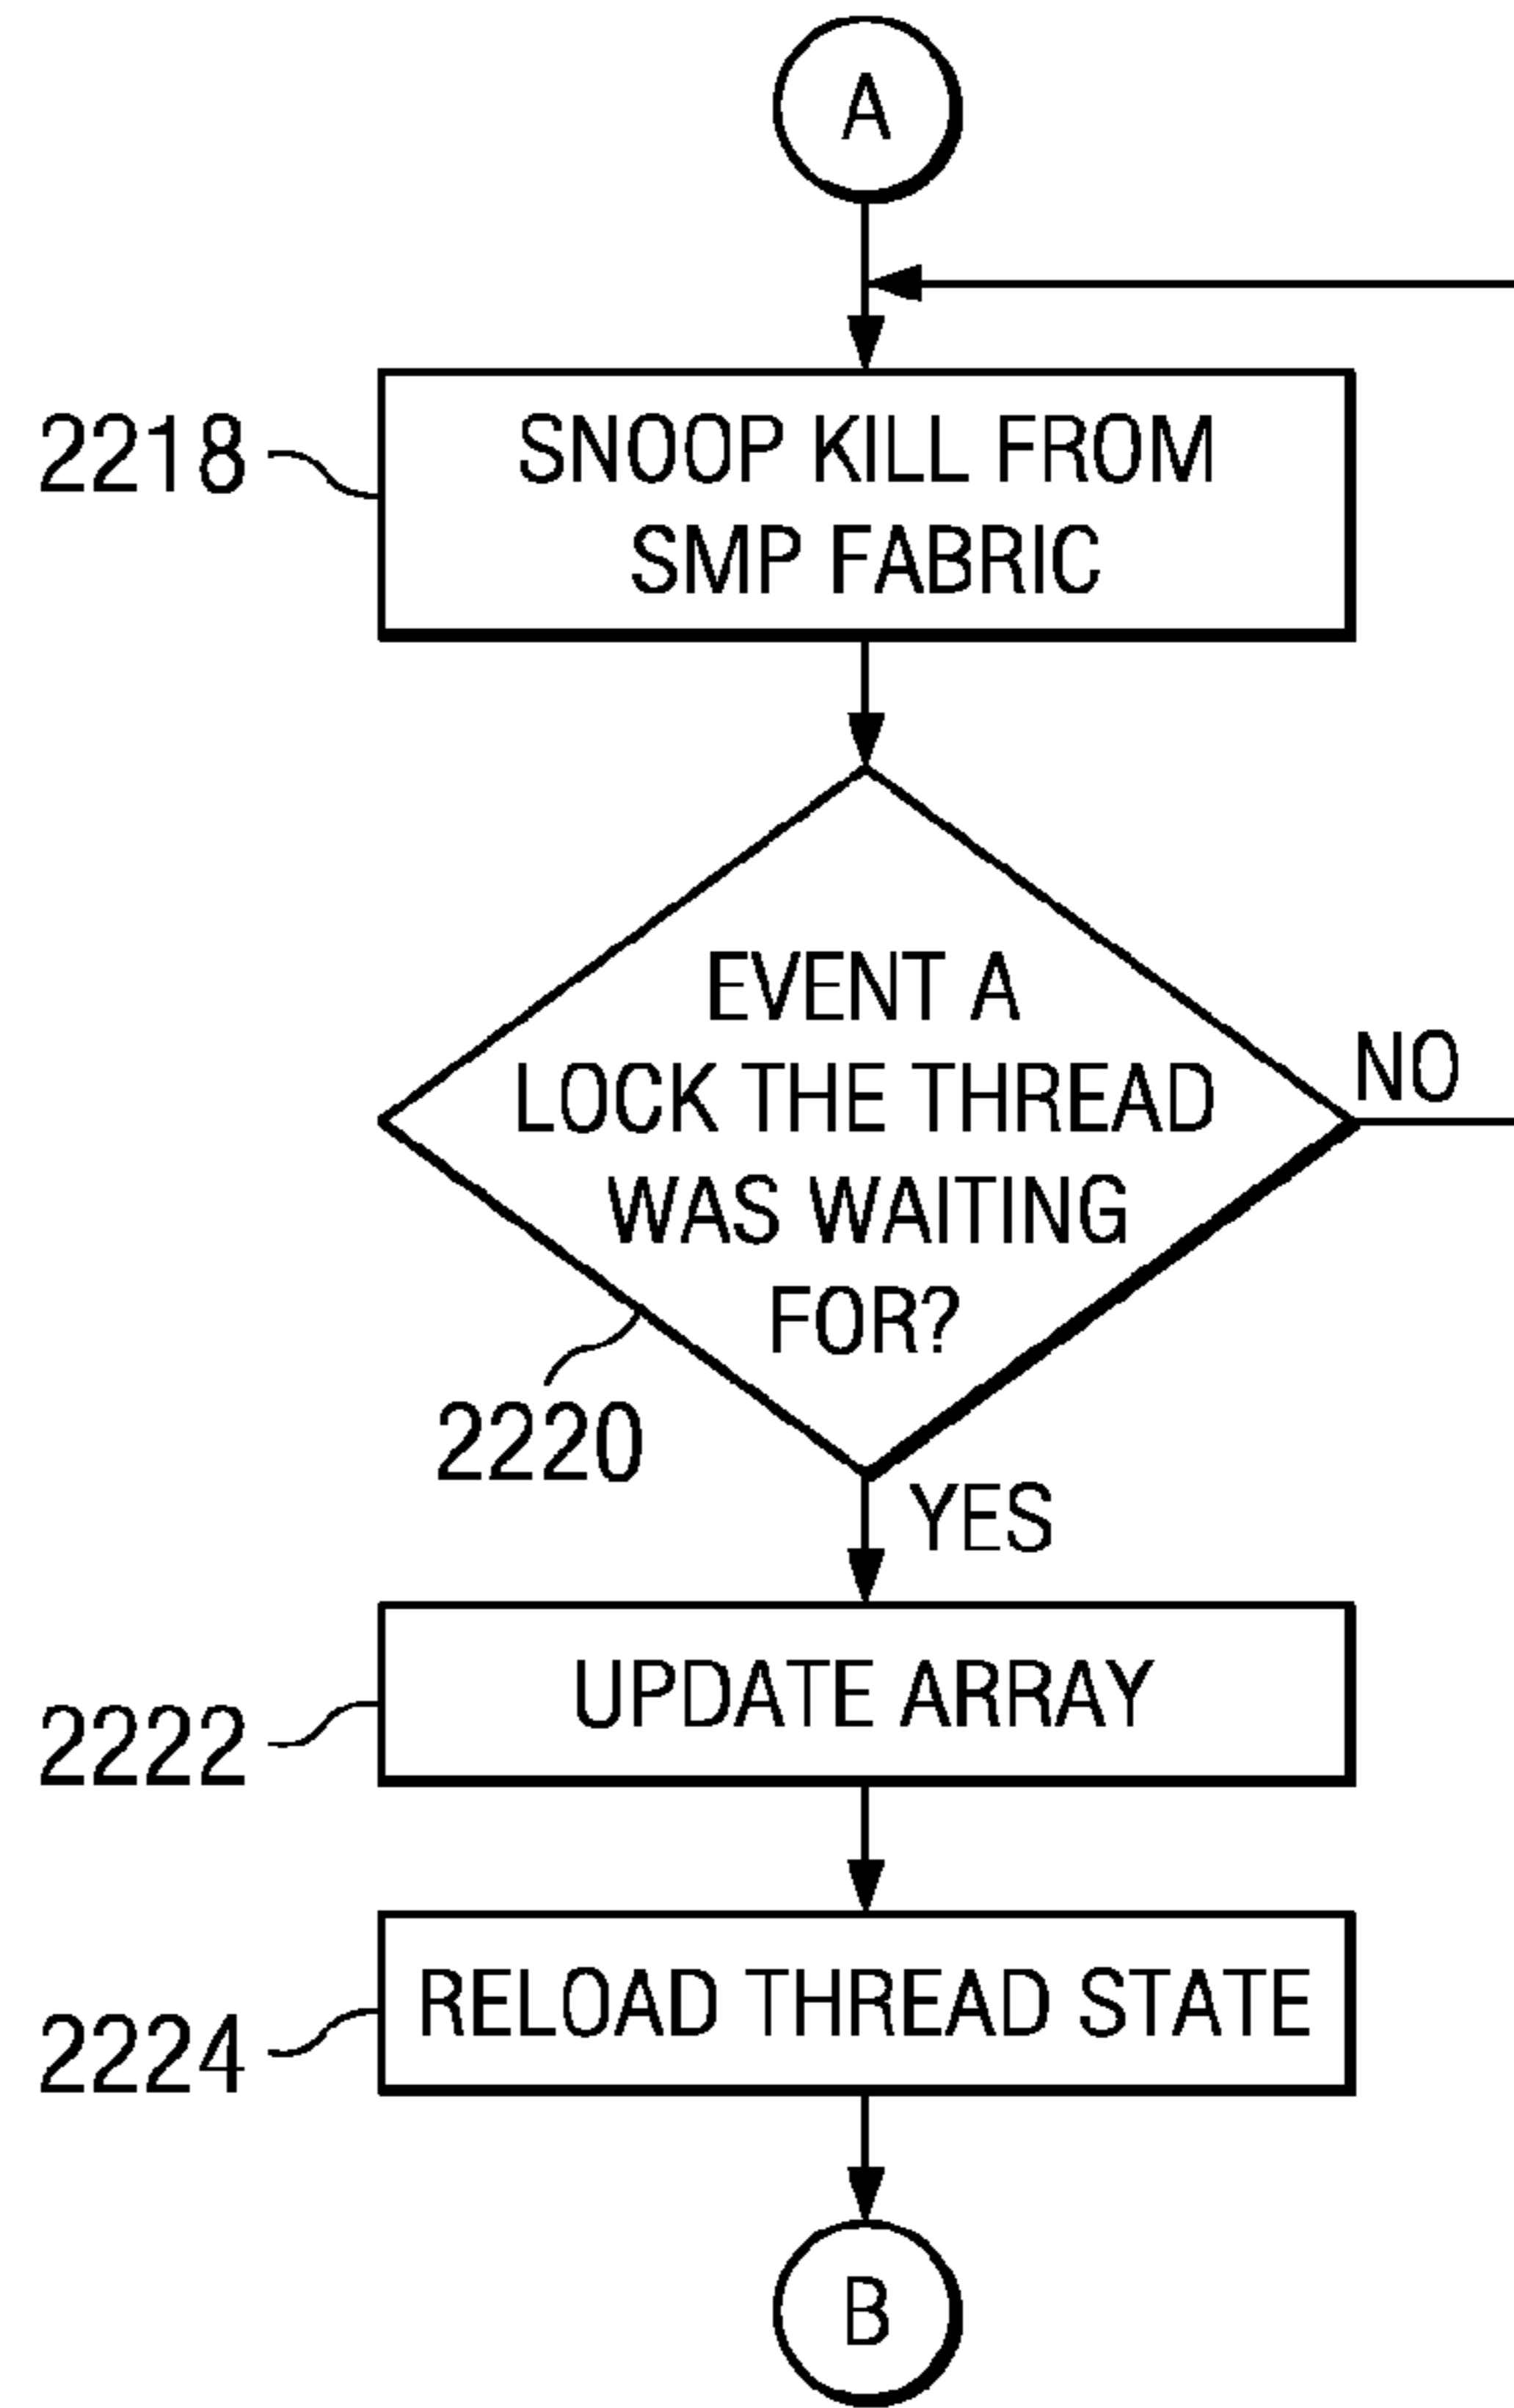 A
2218
SNOOP KILL FROM
SMP FABRIC
EVENT A
LOCK THE THREAD
WAS WAITING
FOR?
NO
2220
YES
2222
UPDATE ARRAY
2224
RELOAD THREAD STATE
B